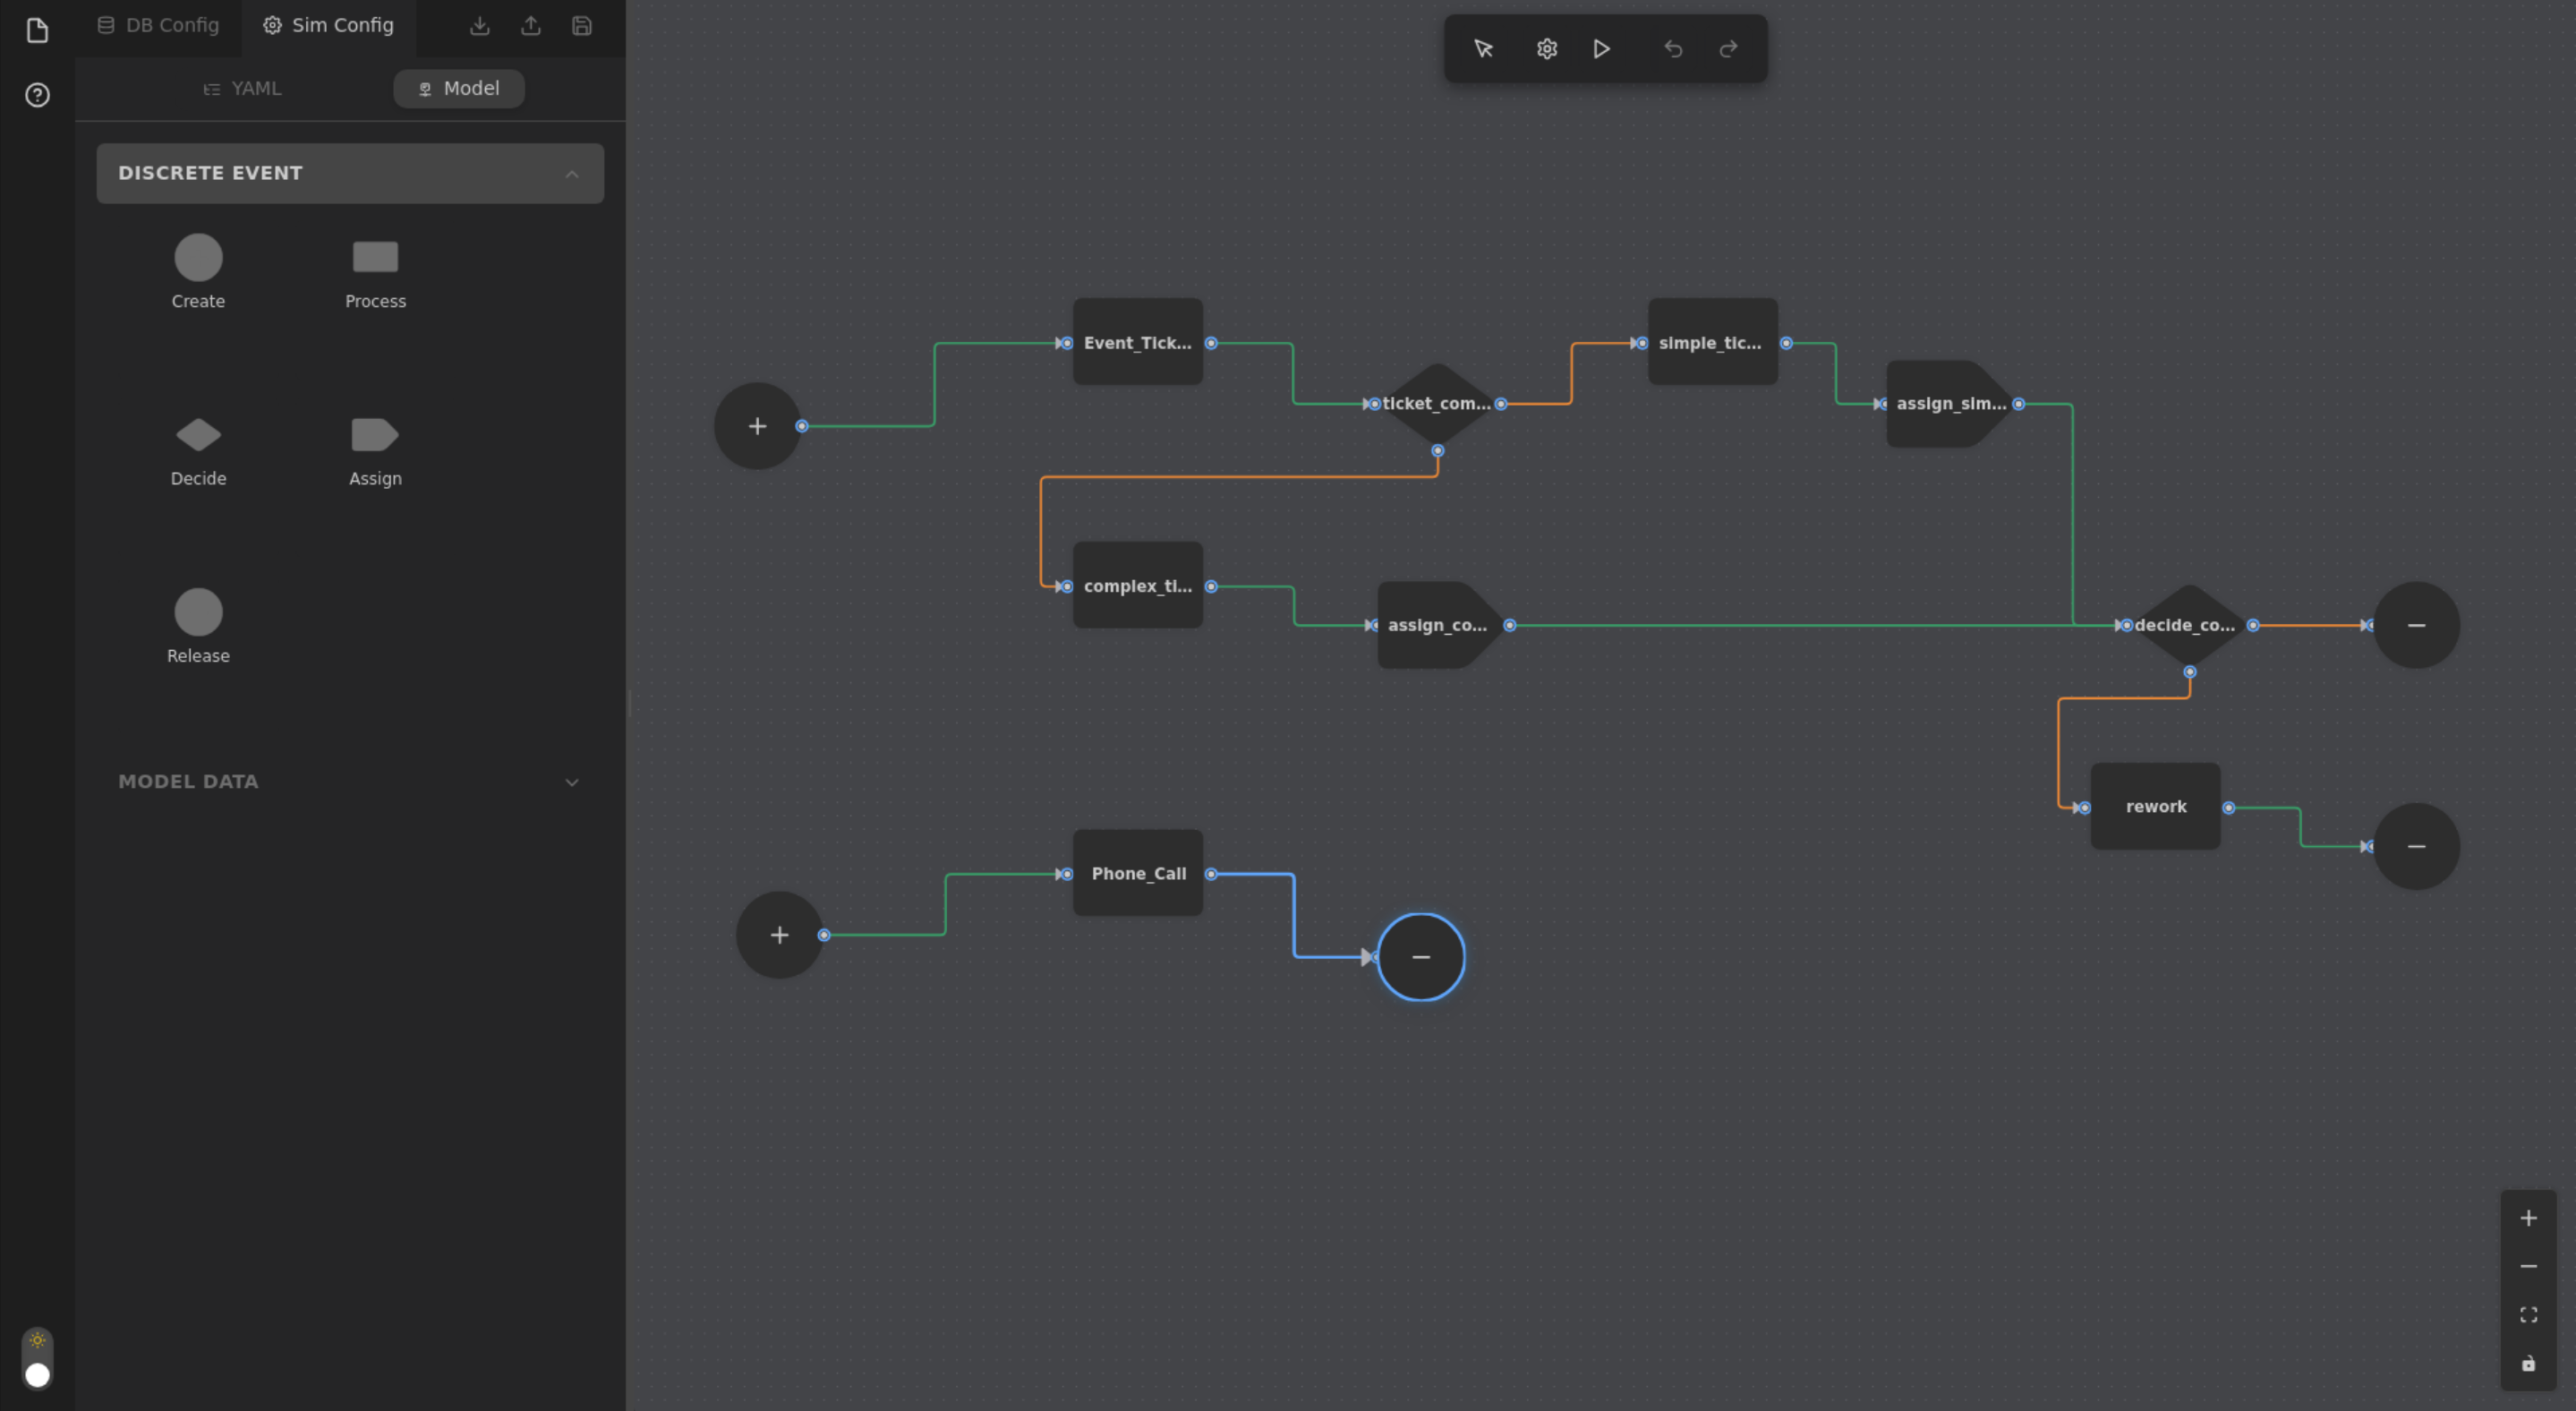 DB Config
Sim Config
YAML
Model
DISCRETE EVENT
Create
Process
Decide
Assign
Release
MODEL DATA
Event_Tick...
simple_tic...
ticket_com...
assign_sim...
complex_ti...
assign_co...
decide_co...
rework
Phone_Call